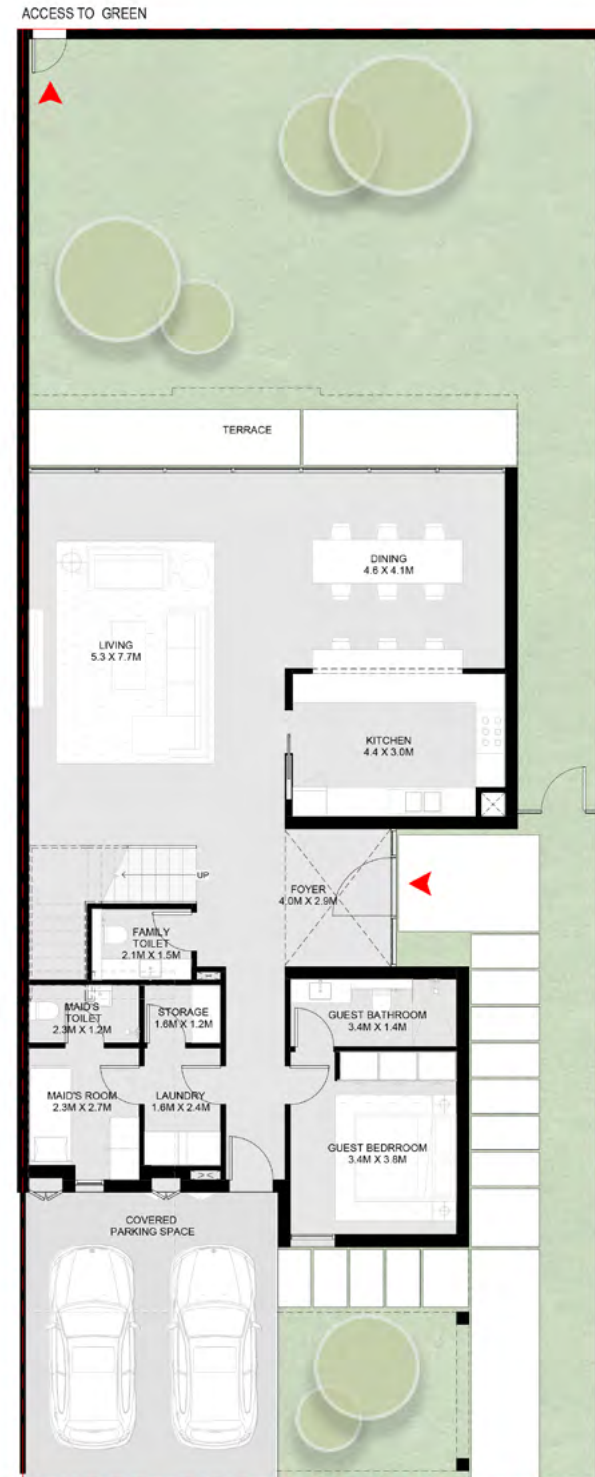 ACCESS TO GREEN
TERRACE
DINING
4.6 X 4.1M
LIVING
5.3 X 7.7M
KITCHEN
4.4 X 3.0M
UP
FOYER
4.0M X 2.9M
FAMILY
TOILET
2.1M X 1.5M
MAID'S
TOILET
2.3M X 1.2M
STORAGE
1.6M X 1.2M
GUEST BATHROOM
3.4M X 1.4M
MAID'S ROOM
2.3M X 2.7M
LAUNDRY
1.6M X 2.4M
GUEST BEDRROOM
3.4M X 3.8M
COVERED
PARKING SPACE